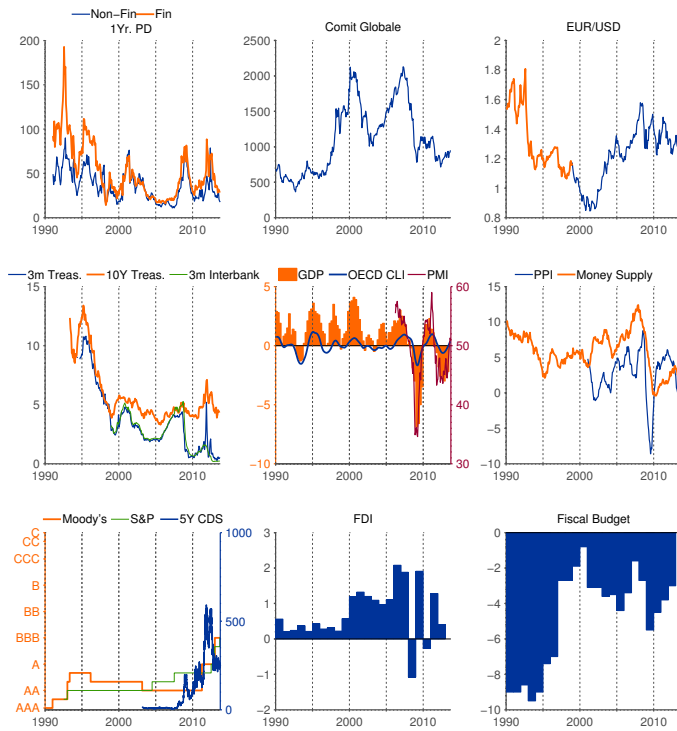 Non−Fin Fin
1Yr. PD
200
150
100
50
0
1990 2000 2010
Comit Globale
2500
2000
1500
1000
500
0
1990 2000 2010
EUR/USD
2
1.8
1.6
1.4
1.2
1
0.8
1990 2000 2010
3m Treas. 10Y Treas. 3m Interbank
15
10
5
0
1990 2000 2010
GDP OECD CLI PMI
5 60
0 50
−5 40
−10 30
1990 2000 2010
PPI Money Supply
15
10
5
0
−5
−10
1990 2000 2010
Moody's S&P 5Y CDS
C 1000
CC
CCC
B
BB 500
BBB
A
AA
AAA 0
1990 2000 2010
FDI
3
2
1
0
−1
−2
1990 2000 2010
Fiscal Budget
0
−2
−4
−6
−8
−10
1990 2000 2010